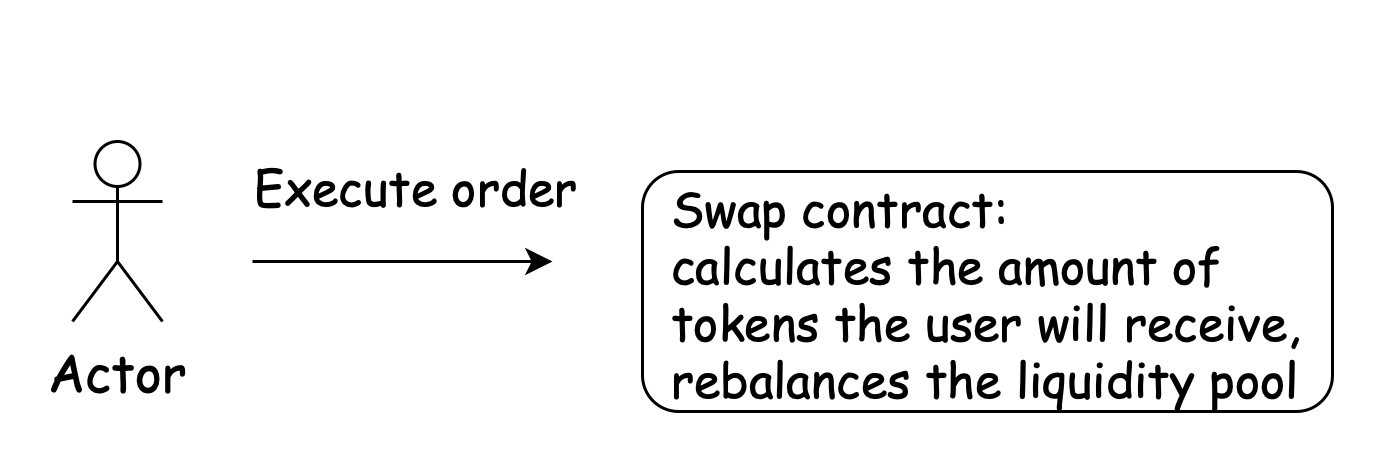 Execute order
Actor
Swap contract:
calculates the amount of
tokens the user will receive,
rebalances the liquidity pool